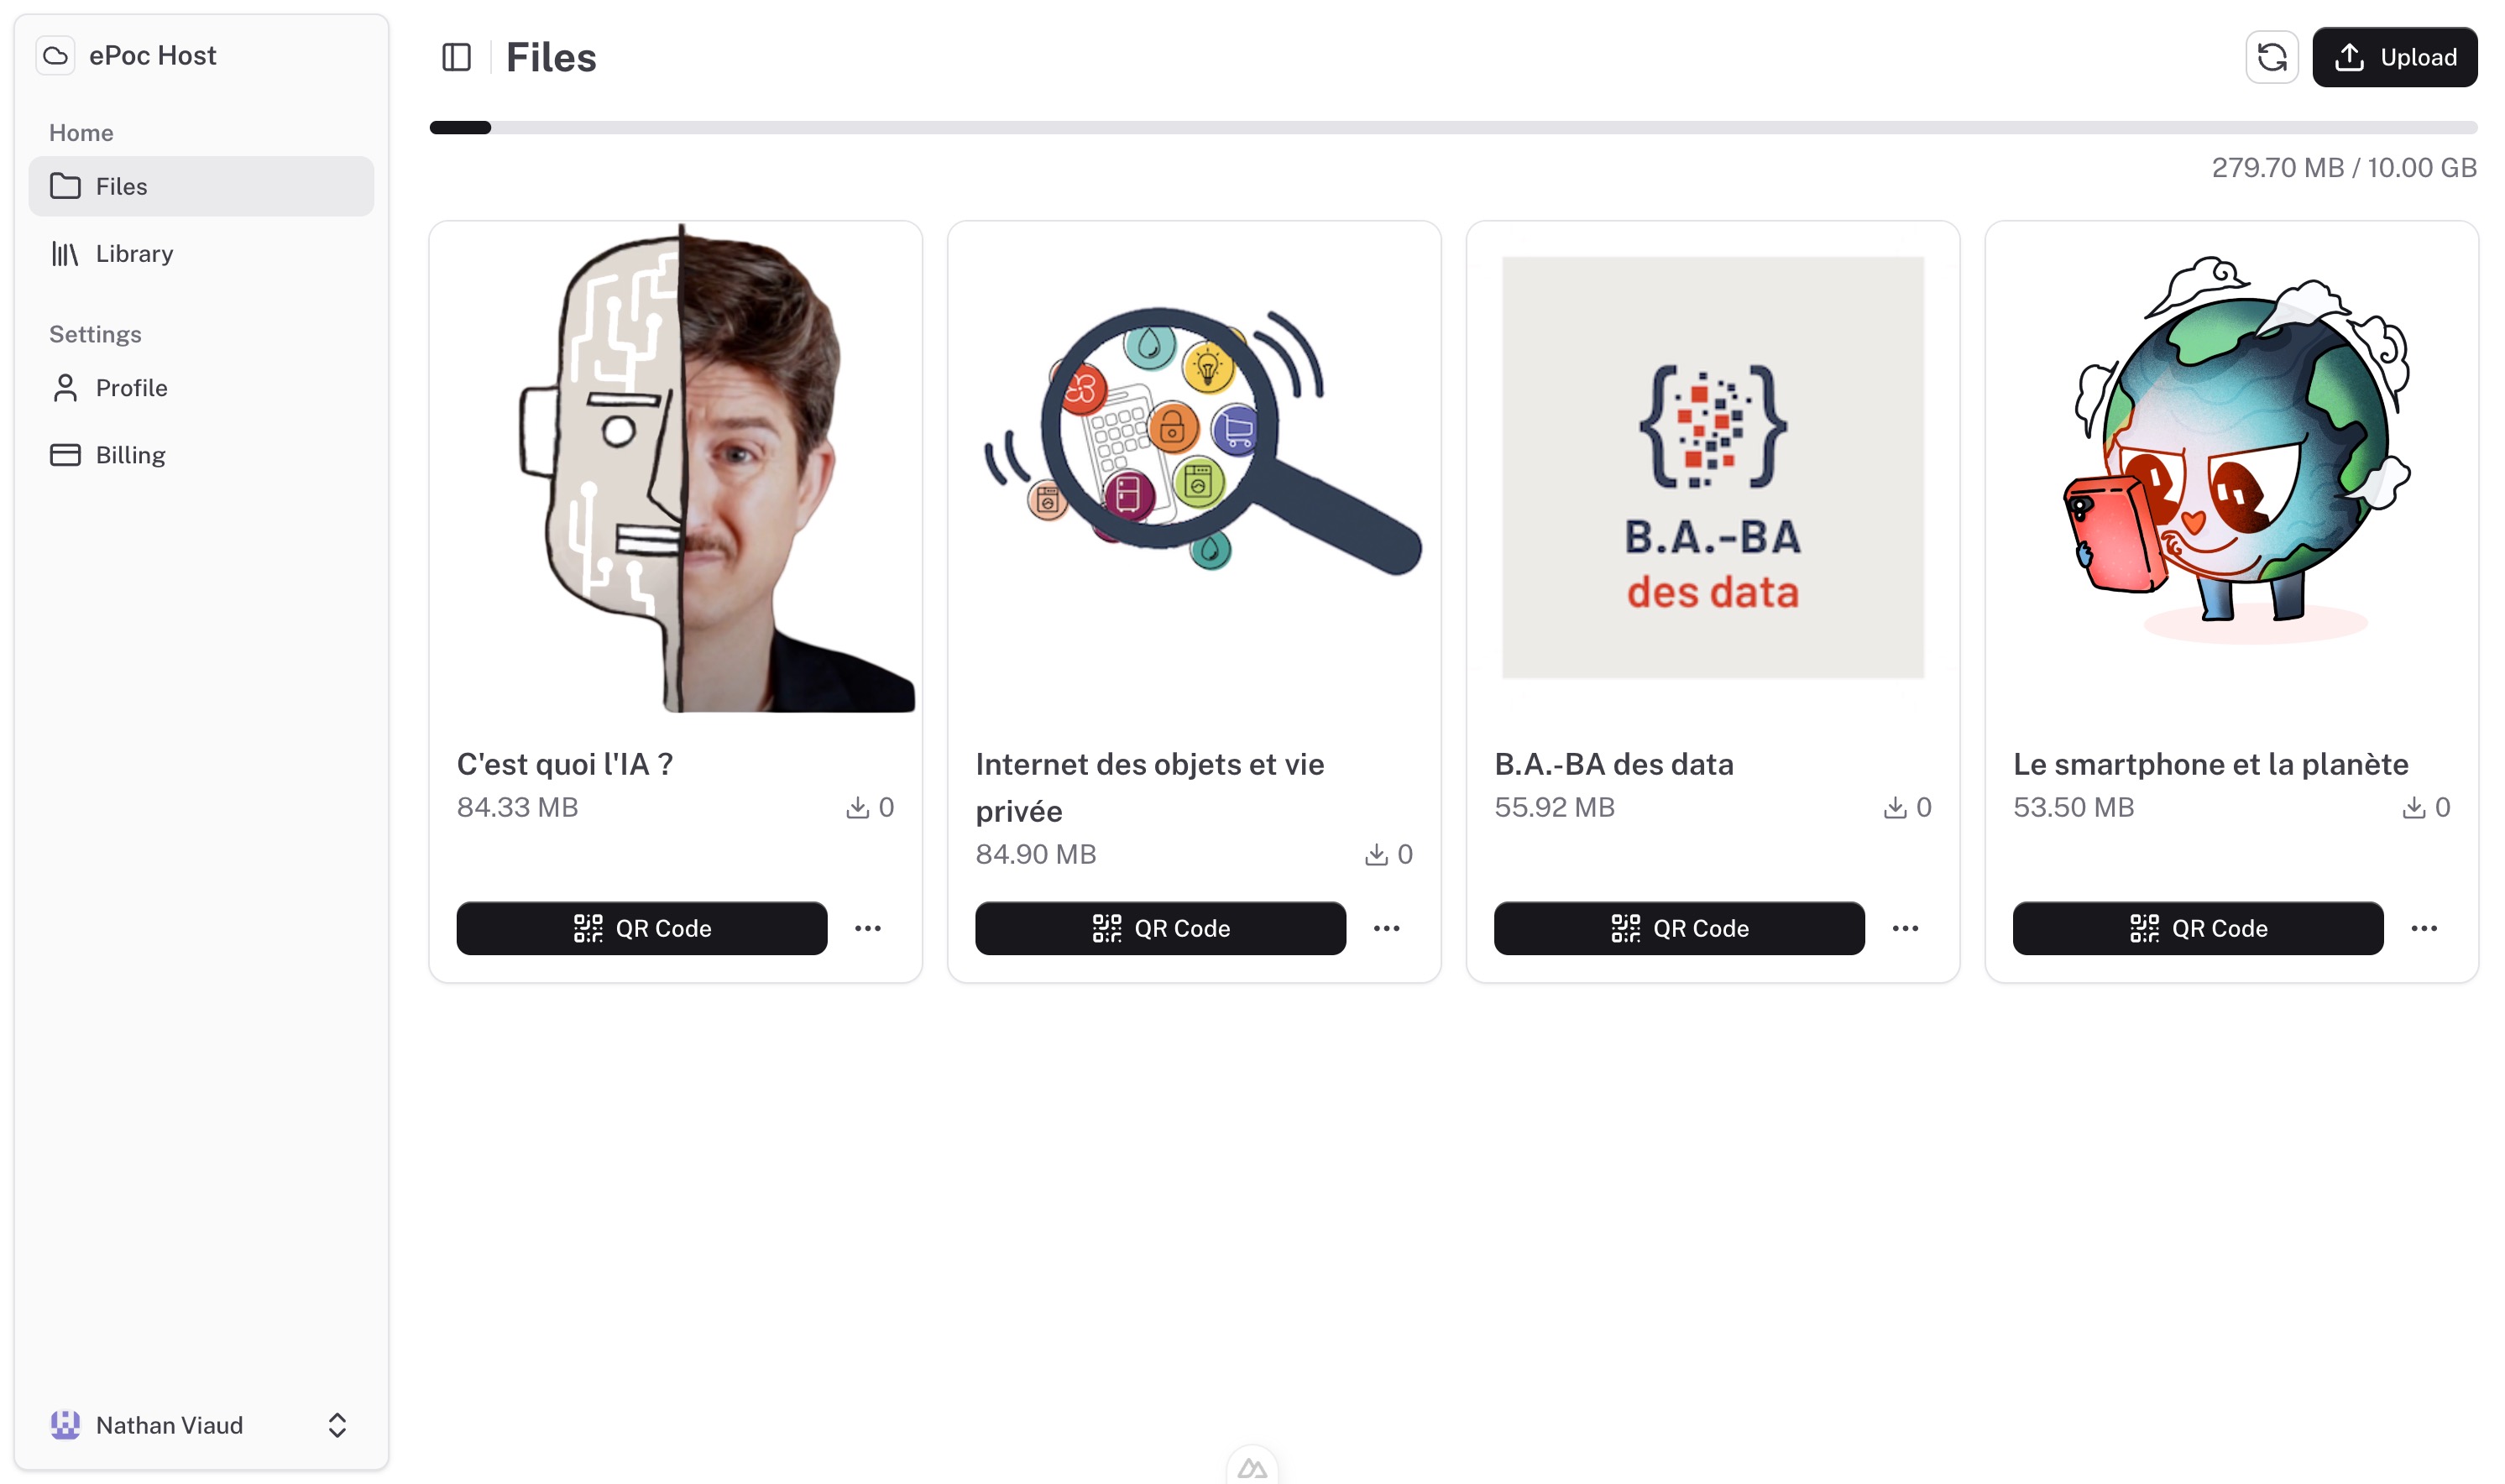 ePoc Host
Home
Files
Library
Settings
Profile
Billing
Nathan Viaud
Files
Upload
279.70 MB / 10.00 GB
B.A.-BA
des data
C'est quoi l'IA ?
84.33 MB 0
QR Code
Internet des objets et vie
privée
84.90 MB 0
QR Code
B.A.-BA des data
55.92 MB 0
QR Code
Le smartphone et la planète
53.50 MB 0
QR Code